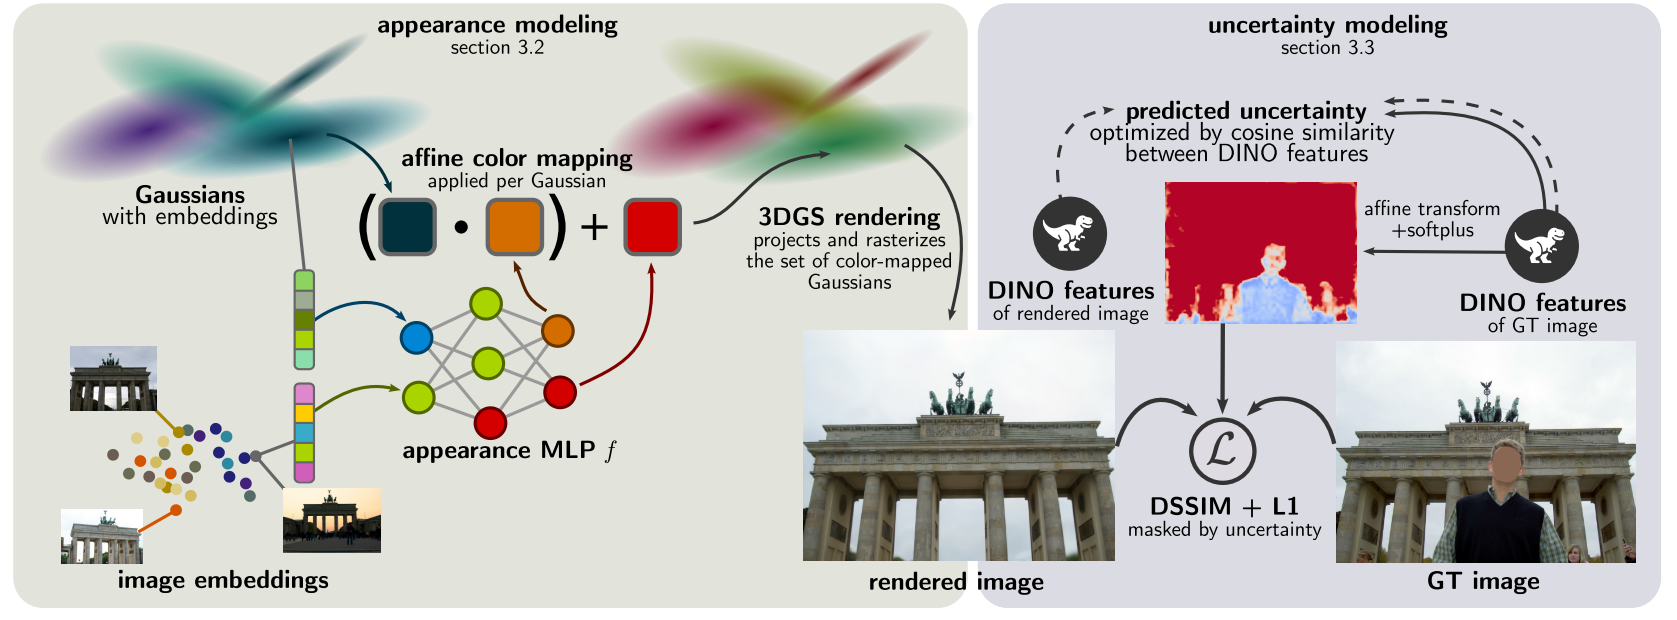 appearance modeling
section 3.2
Gaussians
with embeddings
affine color mapping
applied per Gaussian
( · ) +
3DGS rendering
projects and rasterizes
the set of color-mapped
Gaussians
appearance MLP f
image embeddings
rendered image
uncertainty modeling
section 3.3
predicted uncertainty
optimized by cosine similarity
between DINO features
DINO features
of rendered image
affine transform
+softplus
DINO features
of GT image
ℒ
DSSIM + L1
masked by uncertainty
GT image